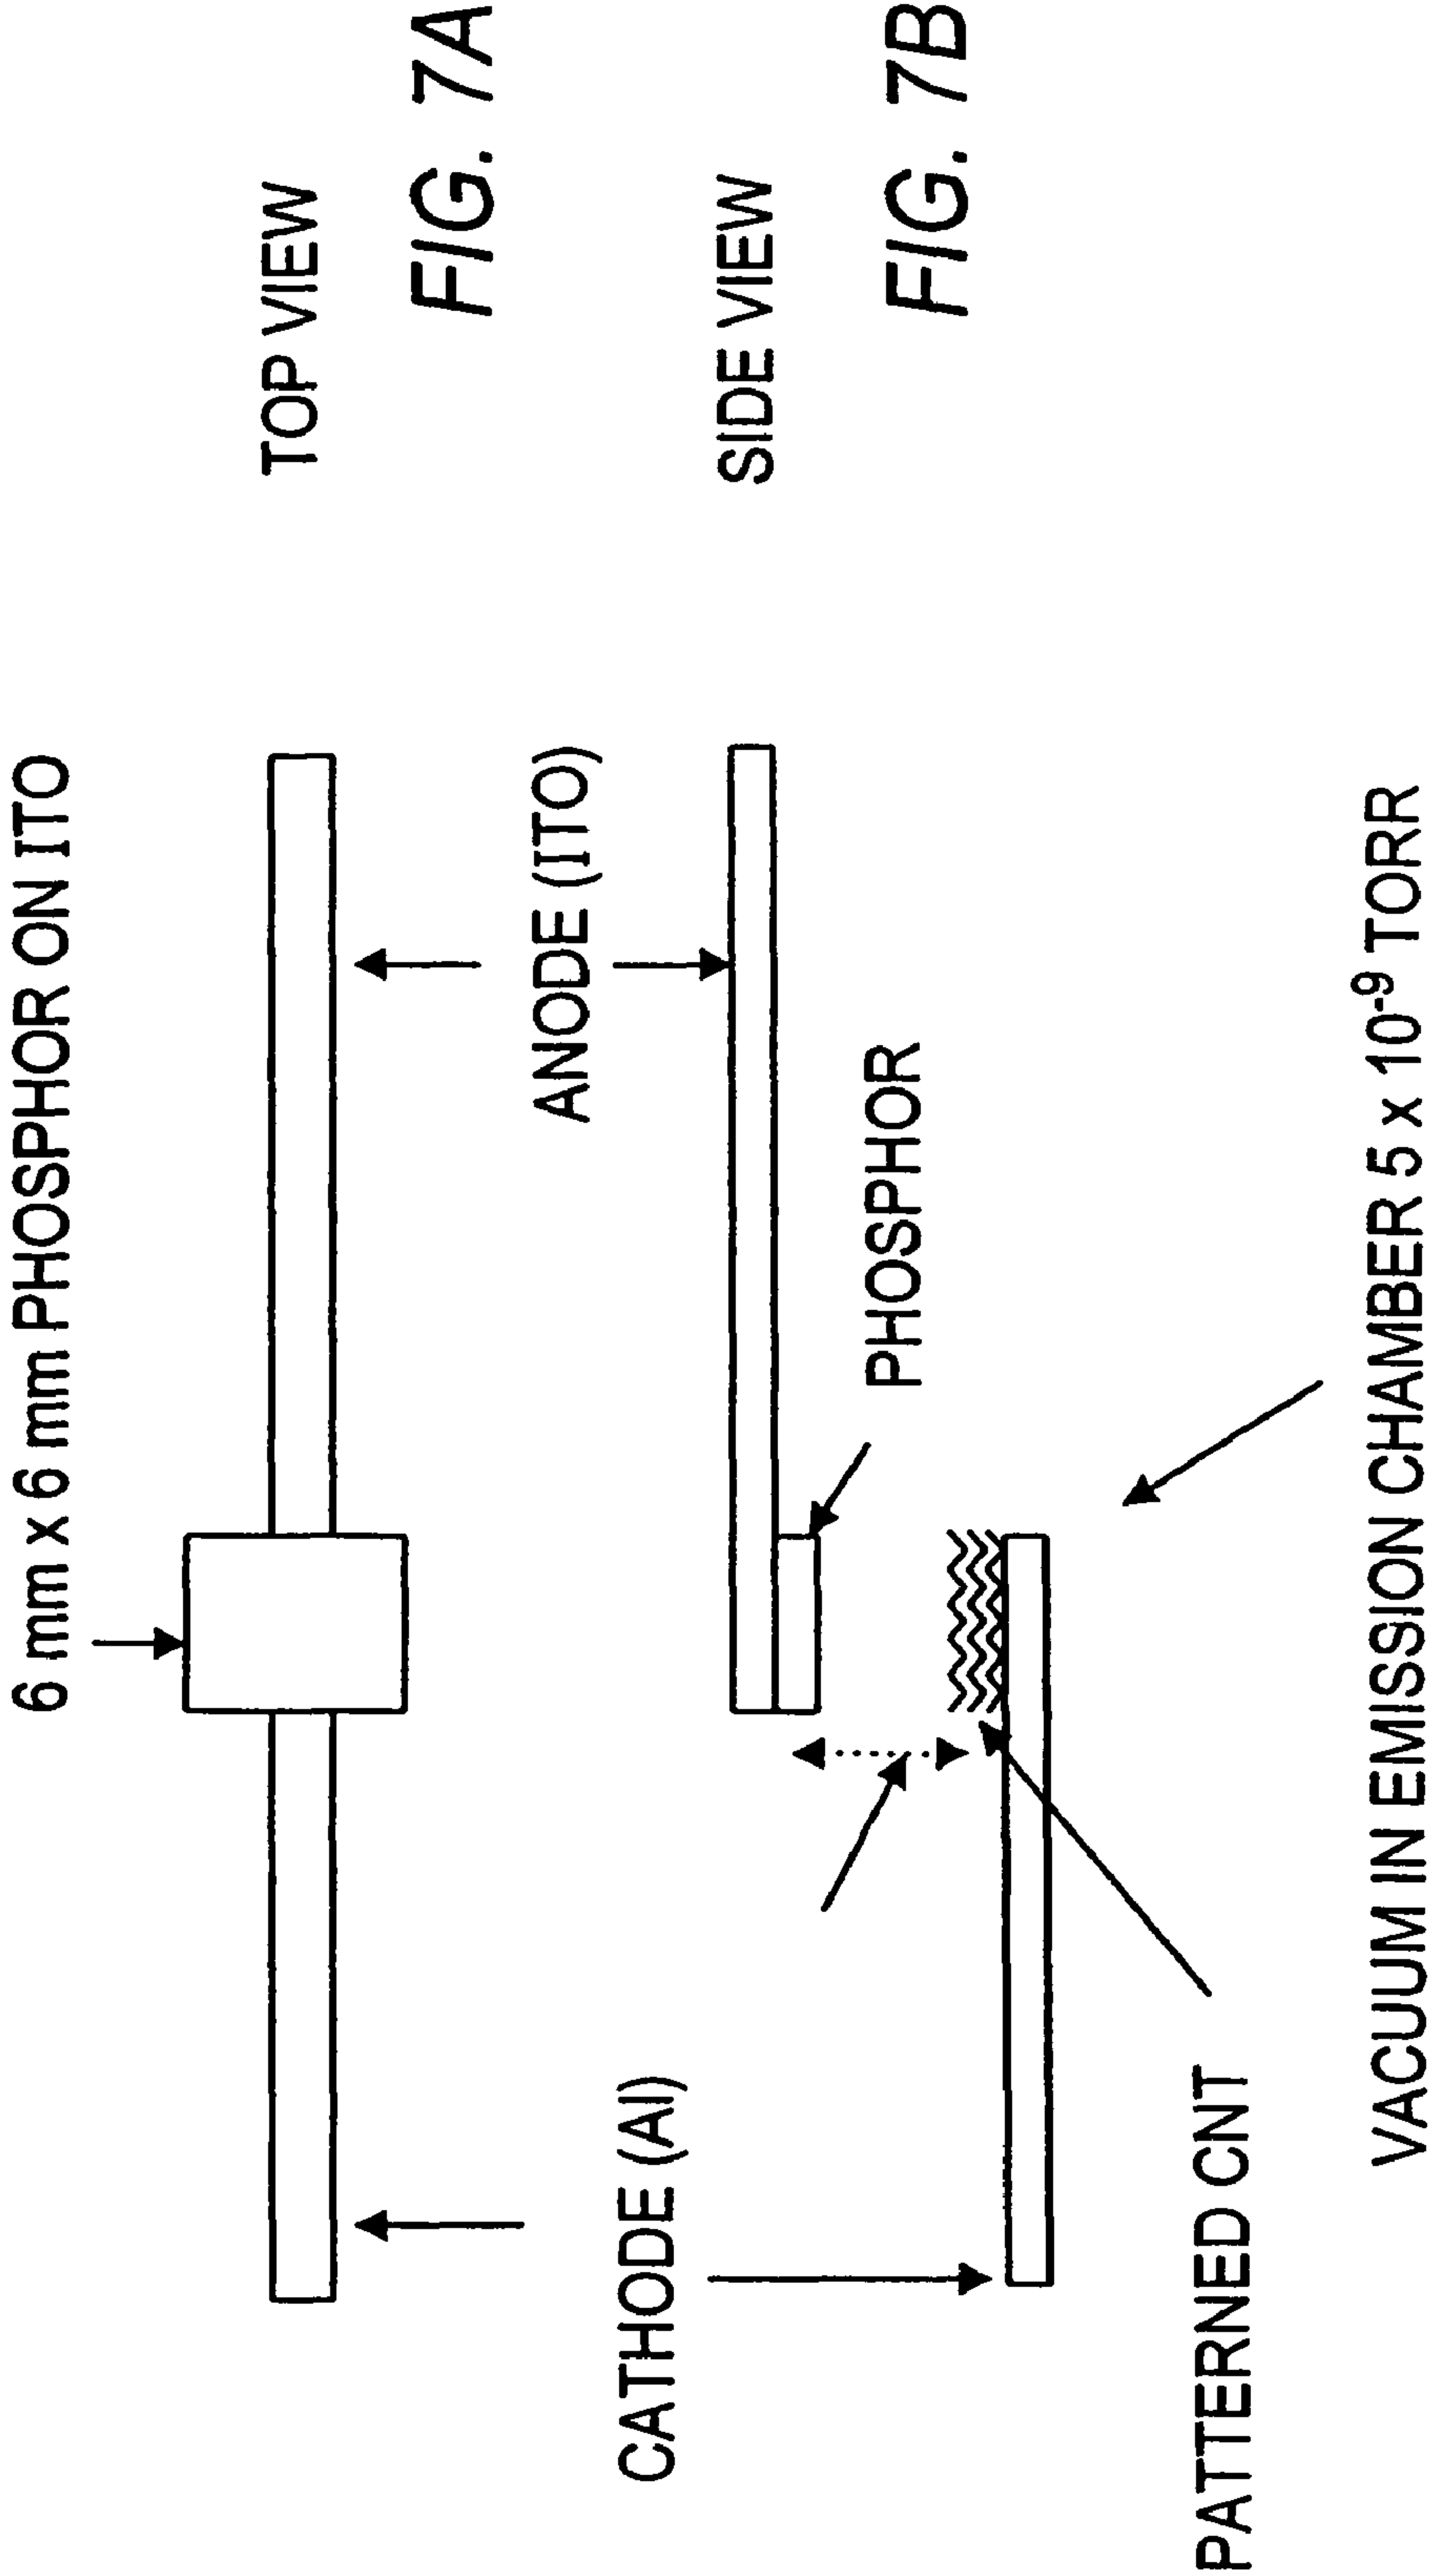 6 mm x 6 mm PHOSPHOR ON ITO
TOP VIEW
FIG. 7A
ANODE (ITO)
CATHODE (Al)
SIDE VIEW
PHOSPHOR
FIG. 7B
PATTERNED CNT
VACUUM IN EMISSION CHAMBER 5 x 10⁻⁹ TORR